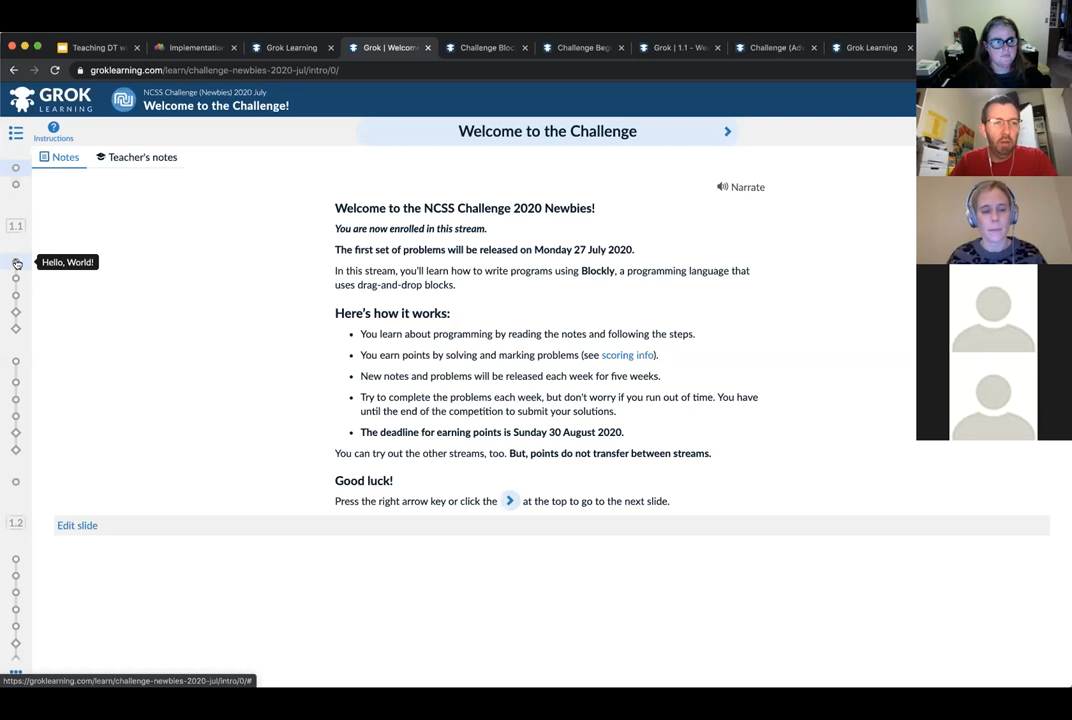 Teaching DT w
Implementatio
Grok Learning
Grok | Welcom
Challenge Bloc
Challenge Beg
Grok | 1.1 - We
Challenge (Adv
Grok Learning
groklearning.com/learn/challenge-newbies-2020-jul/intro/0/
GROK
LEARNING
NCSS Challenge (Newbies) 2020 July
Welcome to the Challenge!
Instructions
Welcome to the Challenge
Notes
Teacher's notes
Narrate
1.1
Hello, World!
1.2
Welcome to the NCSS Challenge 2020 Newbies!
You are now enrolled in this stream.
The first set of problems will be released on Monday 27 July 2020.
In this stream, you'll learn how to write programs using Blockly, a programming language that
uses drag-and-drop blocks.
Here's how it works:
• You learn about programming by reading the notes and following the steps.
• You earn points by solving and marking problems (see scoring info).
• New notes and problems will be released each week for five weeks.
• Try to complete the problems each week, but don't worry if you run out of time. You have
until the end of the competition to submit your solutions.
• The deadline for earning points is Sunday 30 August 2020.
You can try out the other streams, too. But, points do not transfer between streams.
Good luck!
Press the right arrow key or click the > at the top to go to the next slide.
Edit slide
https://groklearning.com/learn/challenge-newbies-2020-jul/intro/0/#